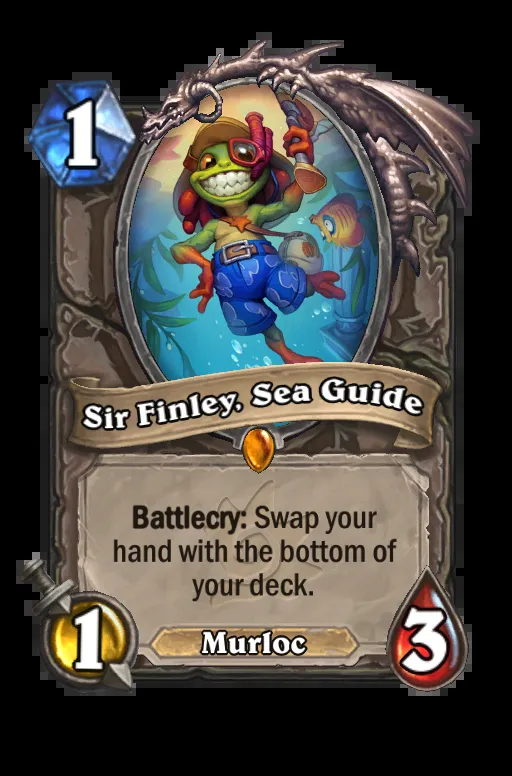 1
Sir Finley, Sea Guide
Battlecry: Swap your
hand with the bottom of
your deck.
1
Murloc
3